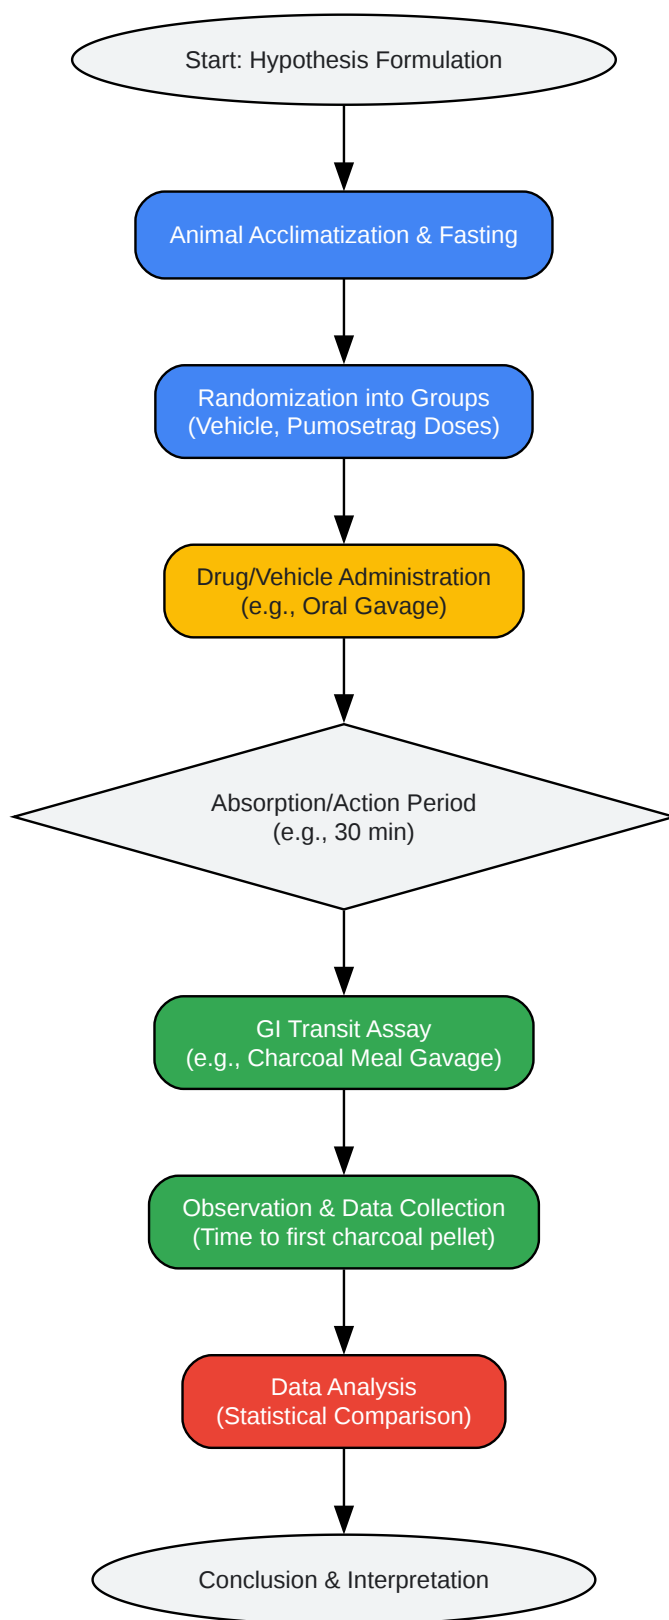 Start: Hypothesis Formulation
Animal Acclimatization & Fasting
Randomization into Groups
(Vehicle, Pumosetrag Doses)
Drug/Vehicle Administration
(e.g., Oral Gavage)
Absorption/Action Period
(e.g., 30 min)
GI Transit Assay
(e.g., Charcoal Meal Gavage)
Observation & Data Collection
(Time to first charcoal pellet)
Data Analysis
(Statistical Comparison)
Conclusion & Interpretation